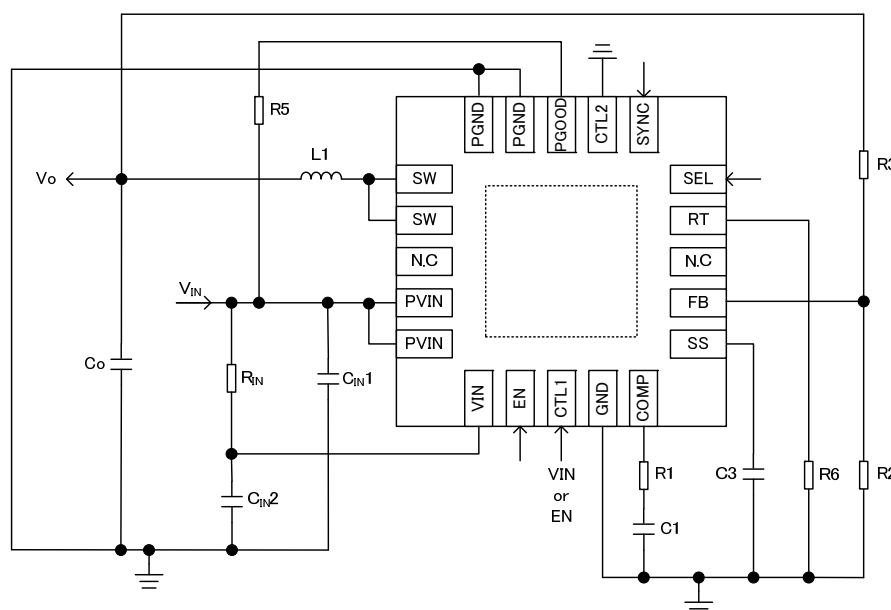 R5
PGND
PGND
PGOOD
CTL2
SYNC
L1
Vo
SW
SEL
R3
SW
RT
N.C
N.C
VIN
PVIN
FB
PVIN
SS
Co
RIN
CIN1
VIN
EN
CTL1
GND
COMP
CIN2
VIN
or
EN
R1
C3
R6
R2
C1